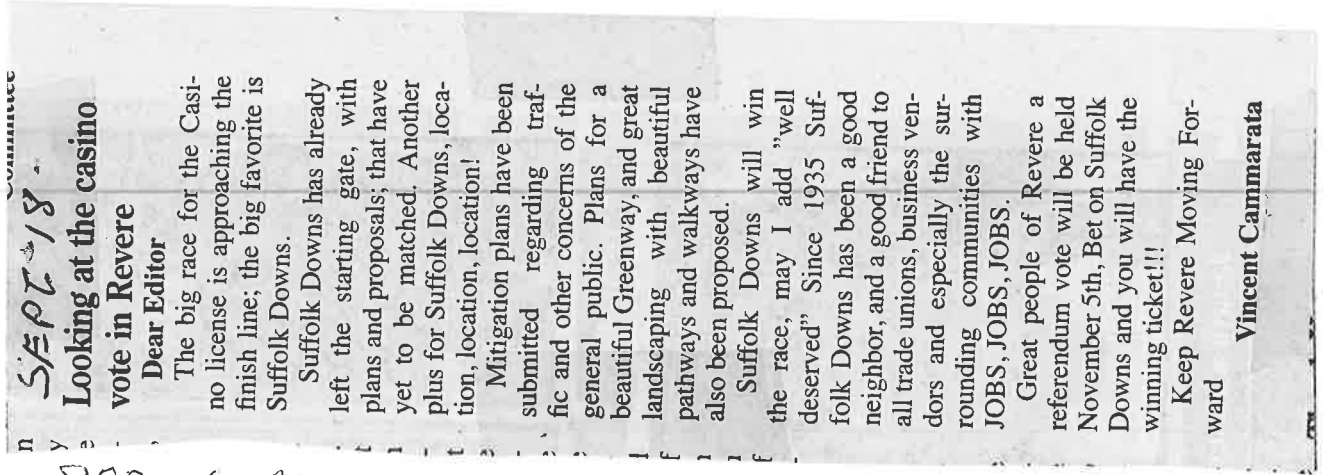 Committee
SEPT 18.
Looking at the casino
vote in Revere
Dear Editor
The big race for the Casi-
no license is approaching the
finish line; the big favorite is
Suffolk Downs.
Suffolk Downs has already
left the starting gate, with
plans and proposals; that have
yet to be matched. Another
plus for Suffolk Downs, loca-
tion, location, location!
Mitigation plans have been
submitted regarding traf-
fic and other concerns of the
general public. Plans for a
beautiful Greenway, and great
landscaping with beautiful
pathways and walkways have
also been proposed.
Suffolk Downs will win
the race, may I add "well
deserved" Since 1935 Suf-
folk Downs has been a good
neighbor, and a good friend to
all trade unions, business ven-
dors and especially the sur-
rounding communities with
JOBS, JOBS, JOBS.
Great people of Revere a
referendum vote will be held
November 5th, Bet on Suffolk
Downs and you will have the
winning ticket!!!
Keep Revere Moving For-
ward
Vincent Cammarata